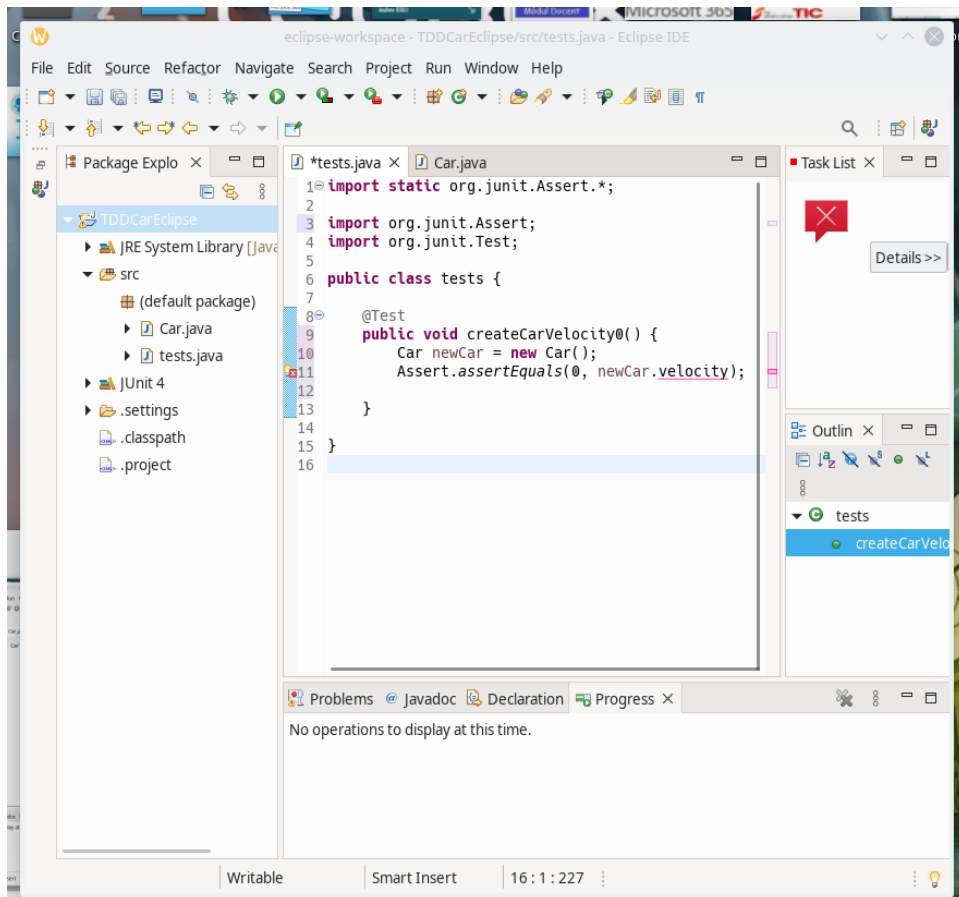 Mòdul Docent
Microsoft 365
TIC
eclipse-workspace - TDDCarEclipse/src/tests.java - Eclipse IDE
File Edit Source Refactor Navigate Search Project Run Window Help
Package Explo
*tests.java
Car.java
Task List
TDDCarEclipse
JRE System Library [Java
src
(default package)
Car.java
tests.java
JUnit 4
.settings
.classpath
.project
1 import static org.junit.Assert.*;
2
3 import org.junit.Assert;
4 import org.junit.Test;
5
6 public class tests {
7
8 @Test
9 public void createCarVelocity0() {
10 Car newCar = new Car();
11 Assert.assertEquals(0, newCar.velocity);
12
13 }
14
15 }
16
Details >>
Outlin
tests
createCarVelo
Problems @ Javadoc Declaration Progress
No operations to display at this time.
Writable Smart Insert 16 : 1 : 227